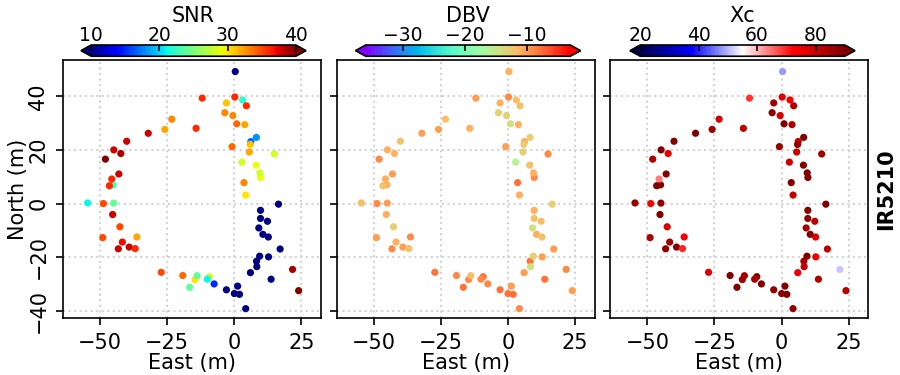 SNR DBV Xc
10 20 30 40 −30 −20 −10 20 40 60 80
40
20
0
−20
−40
North (m)
−50 −25 0 25 −50 −25 0 25 −50 −25 0 25
East (m) East (m) East (m)
IR5210